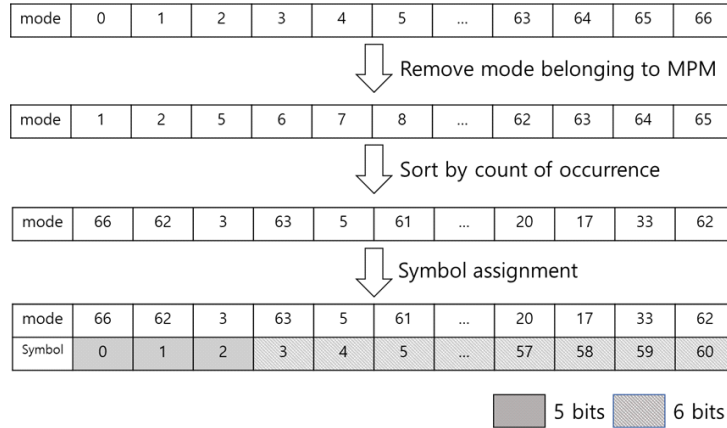 mode 0 1 2 3 4 5 ... 63 64 65 66
Remove mode belonging to MPM
mode 1 2 5 6 7 8 ... 62 63 64 65
Sort by count of occurrence
mode 66 62 3 63 5 61 ... 20 17 33 62
Symbol assignment
mode 66 62 3 63 5 61 ... 20 17 33 62
Symbol 0 1 2 3 4 5 ... 57 58 59 60
5 bits 6 bits